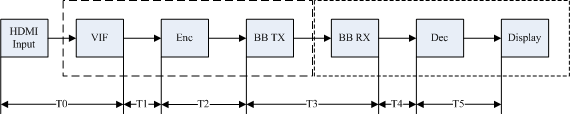 HDMI
Input
VIF
Enc
BB TX
BB RX
Dec
Display
T0
T1
T2
T3
T4
T5